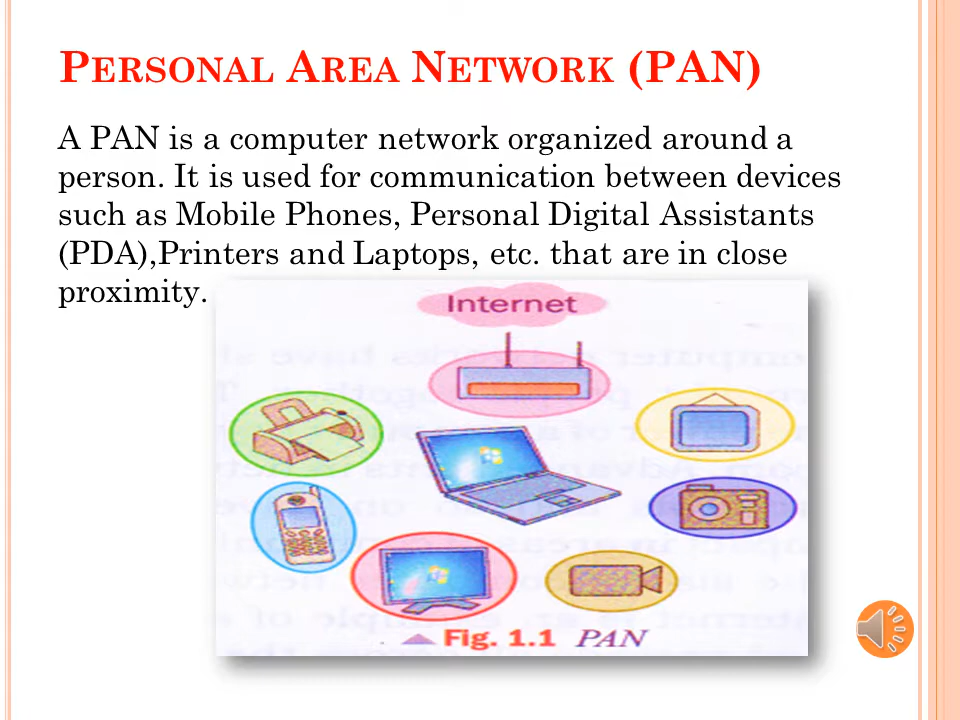 PERSONAL AREA NETWORK (PAN)
A PAN is a computer network organized around a
person. It is used for communication between devices
such as Mobile Phones, Personal Digital Assistants
(PDA),Printers and Laptops, etc. that are in close
proximity.
Internet
Fig. 1.1 PAN